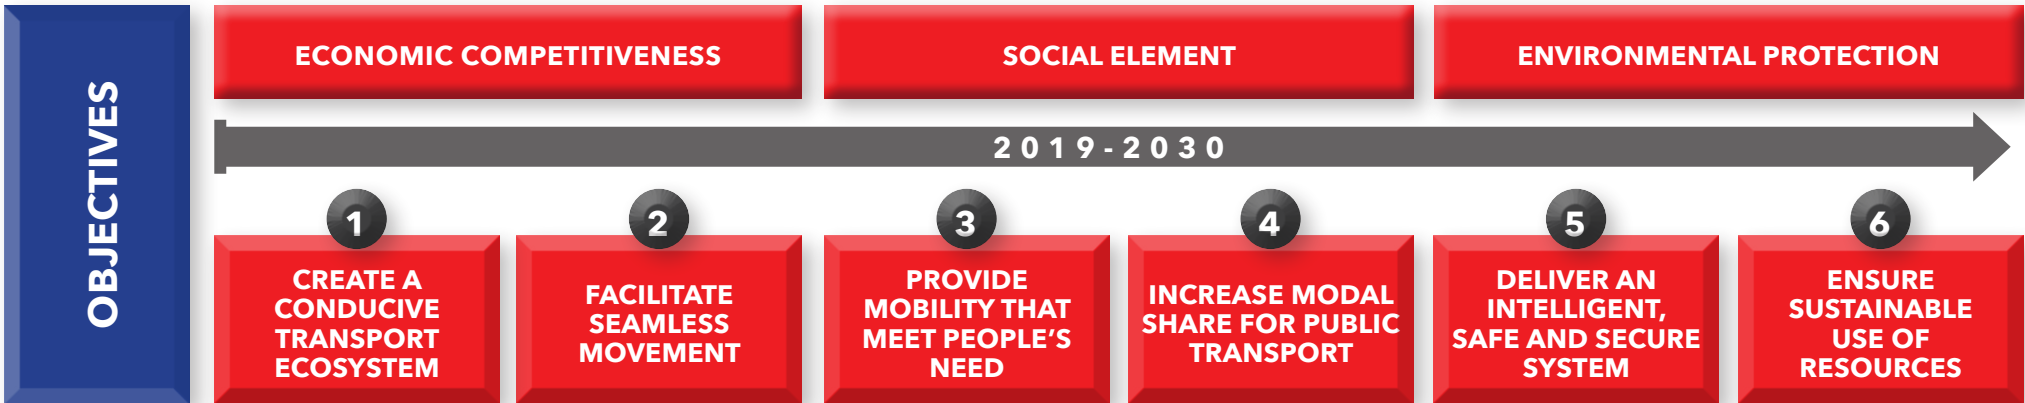 OBJECTIVES
ECONOMIC COMPETITIVENESS
SOCIAL ELEMENT
ENVIRONMENTAL PROTECTION
2019-2030
1
CREATE A
CONDUCIVE
TRANSPORT
ECOSYSTEM
2
FACILITATE
SEAMLESS
MOVEMENT
3
PROVIDE
MOBILITY THAT
MEET PEOPLE'S
NEED
4
INCREASE MODAL
SHARE FOR PUBLIC
TRANSPORT
5
DELIVER AN
INTELLIGENT,
SAFE AND SECURE
SYSTEM
6
ENSURE
SUSTAINABLE
USE OF
RESOURCES